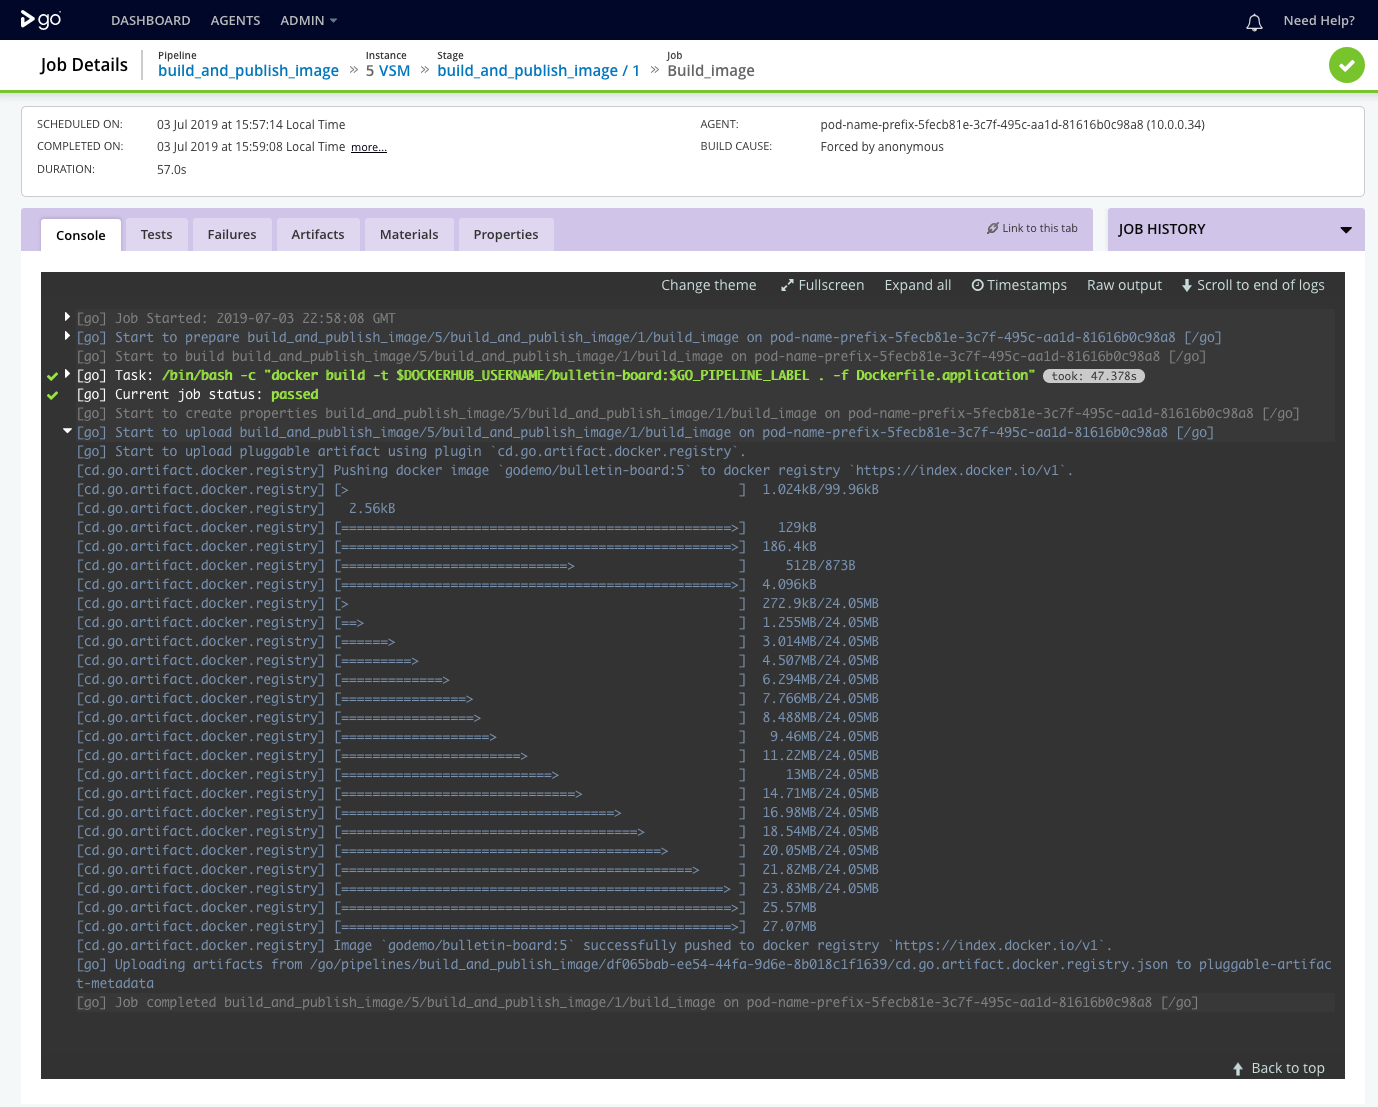 go DASHBOARD AGENTS ADMIN Need Help?
Job Details
Pipeline Instance Stage Job
build_and_publish_image » 5 VSM » build_and_publish_image / 1 » Build_image
SCHEDULED ON: 03 Jul 2019 at 15:57:14 Local Time AGENT: pod-name-prefix-5fecb81e-3c7f-495c-aa1d-81616b0c98a8 (10.0.0.34)
COMPLETED ON: 03 Jul 2019 at 15:59:08 Local Time more... BUILD CAUSE: Forced by anonymous
DURATION: 57.0s
Console Tests Failures Artifacts Materials Properties Link to this tab JOB HISTORY
Change theme Fullscreen Expand all Timestamps Raw output Scroll to end of logs
[go] Job Started: 2019-07-03 22:58:08 GMT
[go] Start to prepare build_and_publish_image/5/build_and_publish_image/1/build_image on pod-name-prefix-5fecb81e-3c7f-495c-aa1d-81616b0c98a8 [/go]
[go] Start to build build_and_publish_image/5/build_and_publish_image/1/build_image on pod-name-prefix-5fecb81e-3c7f-495c-aa1d-81616b0c98a8 [/go]
[go] Task: /bin/bash -c "docker build -t $DOCKERHUB_USERNAME/bulletin-board:$GO_PIPELINE_LABEL . -f Dockerfile.application" took: 47.378s
[go] Current job status: passed
[go] Start to create properties build_and_publish_image/5/build_and_publish_image/1/build_image on pod-name-prefix-5fecb81e-3c7f-495c-aa1d-81616b0c98a8 [/go]
[go] Start to upload build_and_publish_image/5/build_and_publish_image/1/build_image on pod-name-prefix-5fecb81e-3c7f-495c-aa1d-81616b0c98a8 [/go]
[go] Start to upload pluggable artifact using plugin `cd.go.artifact.docker.registry`.
[cd.go.artifact.docker.registry] Pushing docker image `godemo/bulletin-board:5` to docker registry `https://index.docker.io/v1`.
[cd.go.artifact.docker.registry] [>                                                  ]  1.024kB/99.96kB
[cd.go.artifact.docker.registry]   2.56kB
[cd.go.artifact.docker.registry] [==================================================>]    129kB
[cd.go.artifact.docker.registry] [==================================================>]  186.4kB
[cd.go.artifact.docker.registry] [=============================>                     ]     512B/873B
[cd.go.artifact.docker.registry] [==================================================>]  4.096kB
[cd.go.artifact.docker.registry] [>                                                  ]  272.9kB/24.05MB
[cd.go.artifact.docker.registry] [==>                                                ]  1.255MB/24.05MB
[cd.go.artifact.docker.registry] [======>                                            ]  3.014MB/24.05MB
[cd.go.artifact.docker.registry] [=========>                                         ]  4.507MB/24.05MB
[cd.go.artifact.docker.registry] [=============>                                     ]  6.294MB/24.05MB
[cd.go.artifact.docker.registry] [================>                                  ]  7.766MB/24.05MB
[cd.go.artifact.docker.registry] [=================>                                 ]  8.488MB/24.05MB
[cd.go.artifact.docker.registry] [===================>                               ]   9.46MB/24.05MB
[cd.go.artifact.docker.registry] [=======================>                           ]  11.22MB/24.05MB
[cd.go.artifact.docker.registry] [===========================>                       ]     13MB/24.05MB
[cd.go.artifact.docker.registry] [==============================>                    ]  14.71MB/24.05MB
[cd.go.artifact.docker.registry] [===================================>               ]  16.98MB/24.05MB
[cd.go.artifact.docker.registry] [======================================>            ]  18.54MB/24.05MB
[cd.go.artifact.docker.registry] [=========================================>         ]  20.05MB/24.05MB
[cd.go.artifact.docker.registry] [=============================================>     ]  21.82MB/24.05MB
[cd.go.artifact.docker.registry] [=================================================> ]  23.83MB/24.05MB
[cd.go.artifact.docker.registry] [==================================================>]  25.57MB
[cd.go.artifact.docker.registry] [==================================================>]  27.07MB
[cd.go.artifact.docker.registry] Image `godemo/bulletin-board:5` successfully pushed to docker registry `https://index.docker.io/v1`.
[go] Uploading artifacts from /go/pipelines/build_and_publish_image/df065bab-ee54-44fa-9d6e-8b018c1f1639/cd.go.artifact.docker.registry.json to pluggable-artifac
t-metadata
[go] Job completed build_and_publish_image/5/build_and_publish_image/1/build_image on pod-name-prefix-5fecb81e-3c7f-495c-aa1d-81616b0c98a8 [/go]
Back to top